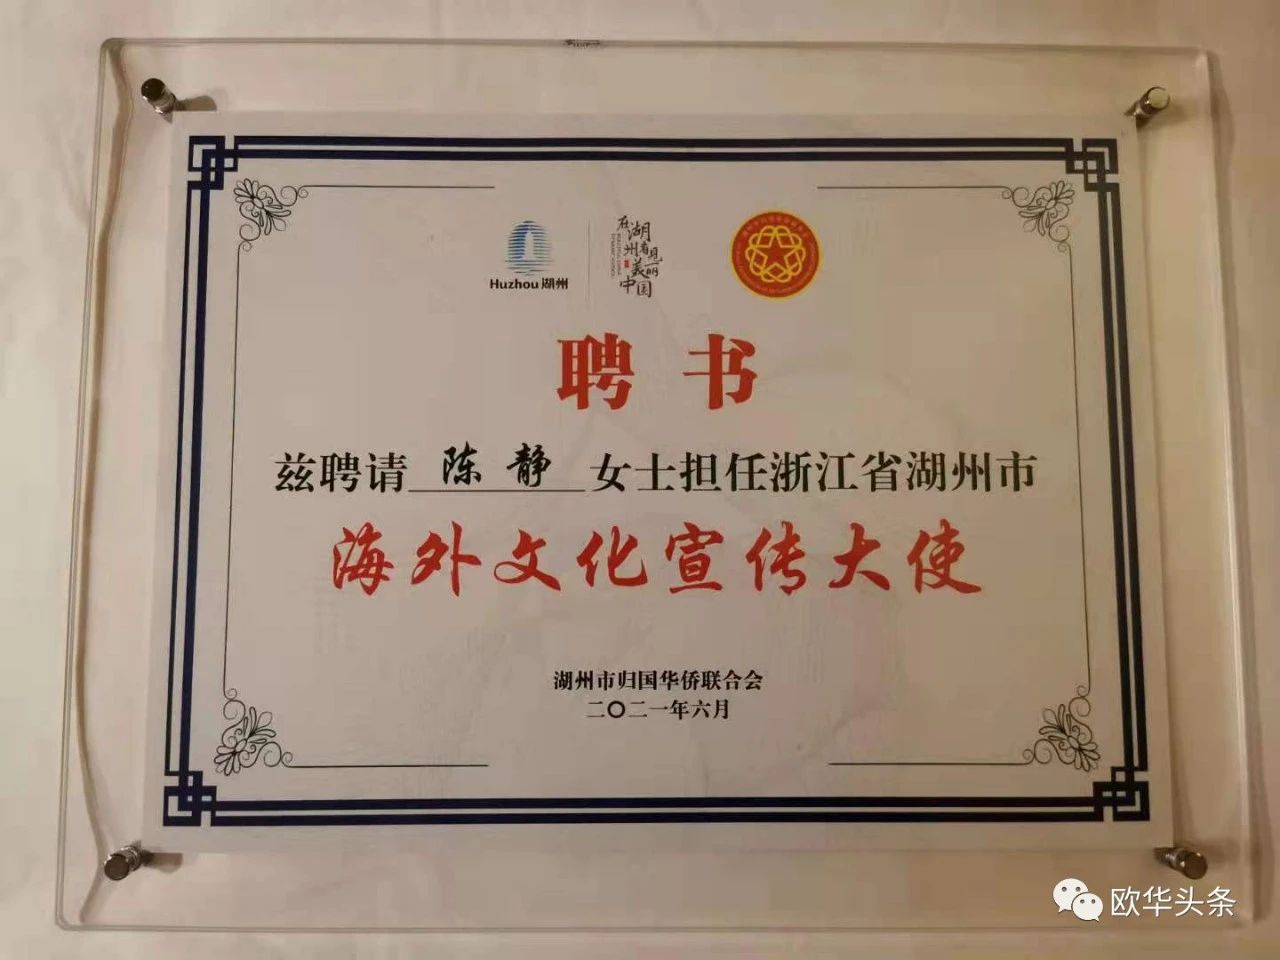 Huzhou 湖州
在湖州看见美丽中国
聘书
兹聘请 陈静 女士担任浙江省湖州市
海外文化宣传大使
湖州市归国华侨联合会
二〇二一年六月
欧华头条